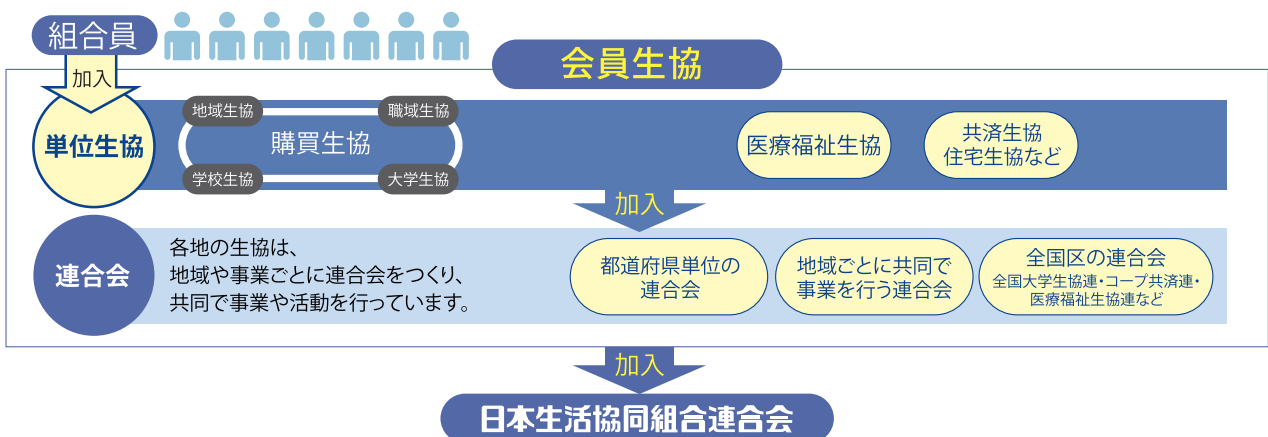 組合員
会員生協
加入
単位生協
地域生協
職域生協
購買生協
学校生協
大学生協
医療福祉生協
共済生協
住宅生協など
加入
連合会
各地の生協は、
地域や事業ごとに連合会をつくり、
共同で事業や活動を行っています。
都道府県単位の
連合会
地域ごとに共同で
事業を行う連合会
全国区の連合会
全国大学生協連・コープ共済連・
医療福祉生協連など
加入
日本生活協同組合連合会